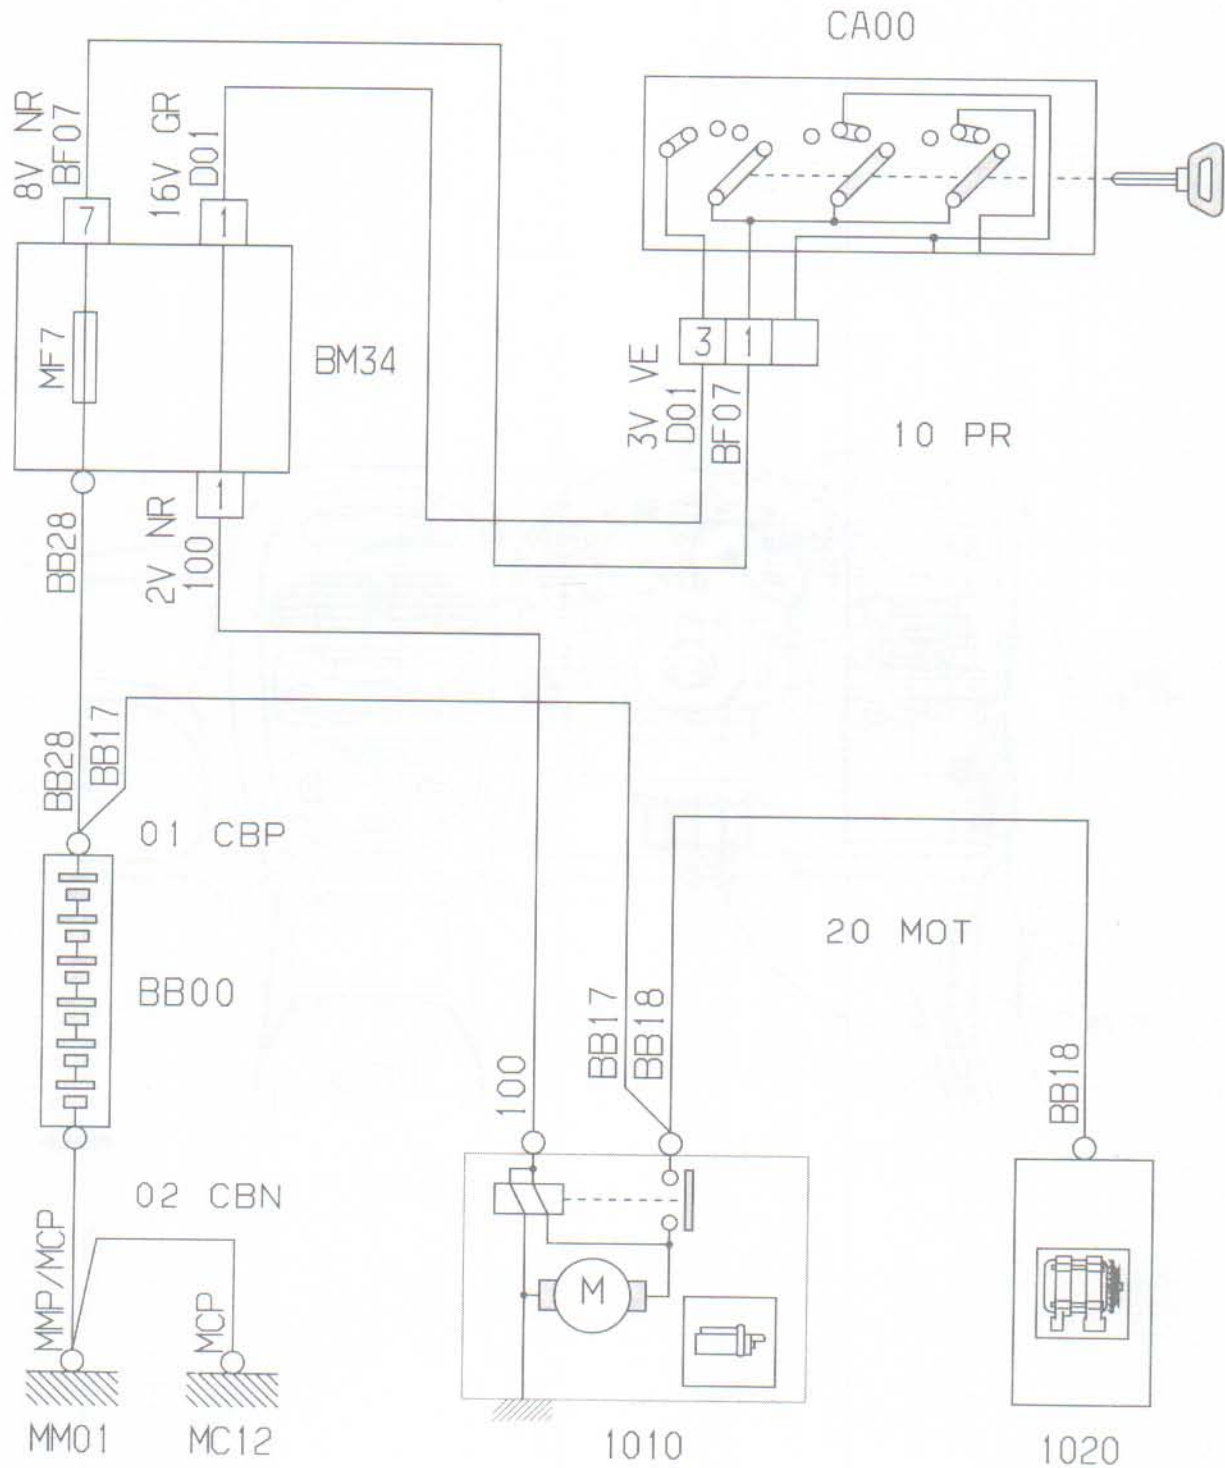 CA00
8V NR
BF07
16V GR
D01
7
1
MF7
BM34
3
1
3V VE
D01
BF07
10 PR
1
2V NR
100
BB28
BB28
BB17
01 CBP
BB00
20 MOT
BB17
BB18
100
BB18
02 CBN
MMP/MCP
MCP
M
MM01
MC12
1010
1020